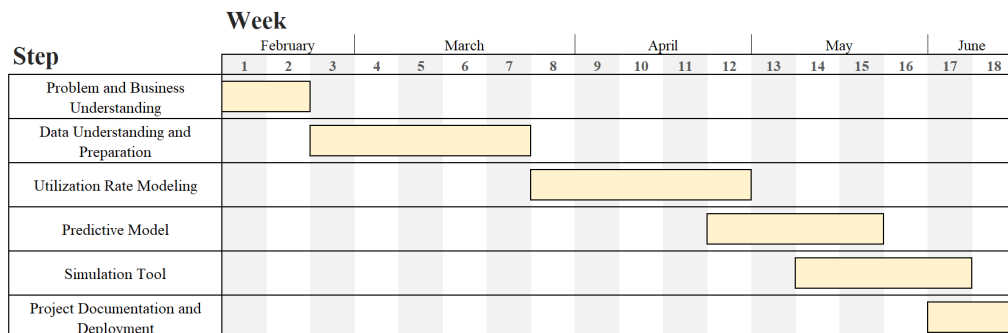 Week
Step
February March April May June
1 2 3 4 5 6 7 8 9 10 11 12 13 14 15 16 17 18
Problem and Business
Understanding
Data Understanding and
Preparation
Utilization Rate Modeling
Predictive Model
Simulation Tool
Project Documentation and
Deployment